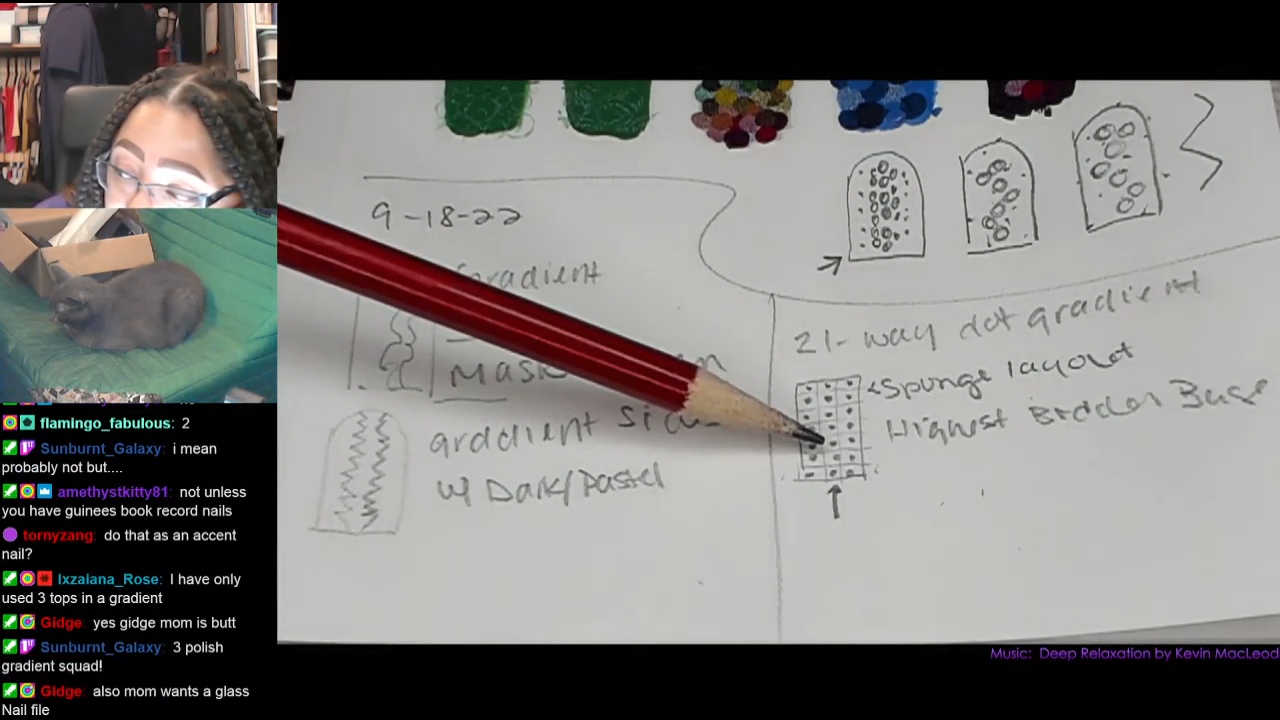 9-18-22
Gradient
Mask
gradient
w/ Dark/Pastel
21-way dot gradient
Spunge layout
Highest Bidder Base
flamingo_fabulous: 2
Sunburnt_Galaxy: i mean
probably not but....
amethystkitty81: not unless
you have guinees book record nails
tornyzang: do that as an accent
nail?
Ixzaiana_Rose: I have only
used 3 tops in a gradient
Gidge: yes gidge mom is butt
Sunburnt_Galaxy: 3 polish
gradient squad!
Gidge: also mom wants a glass
Nail file
Music: Deep Relaxation by Kevin MacLeod